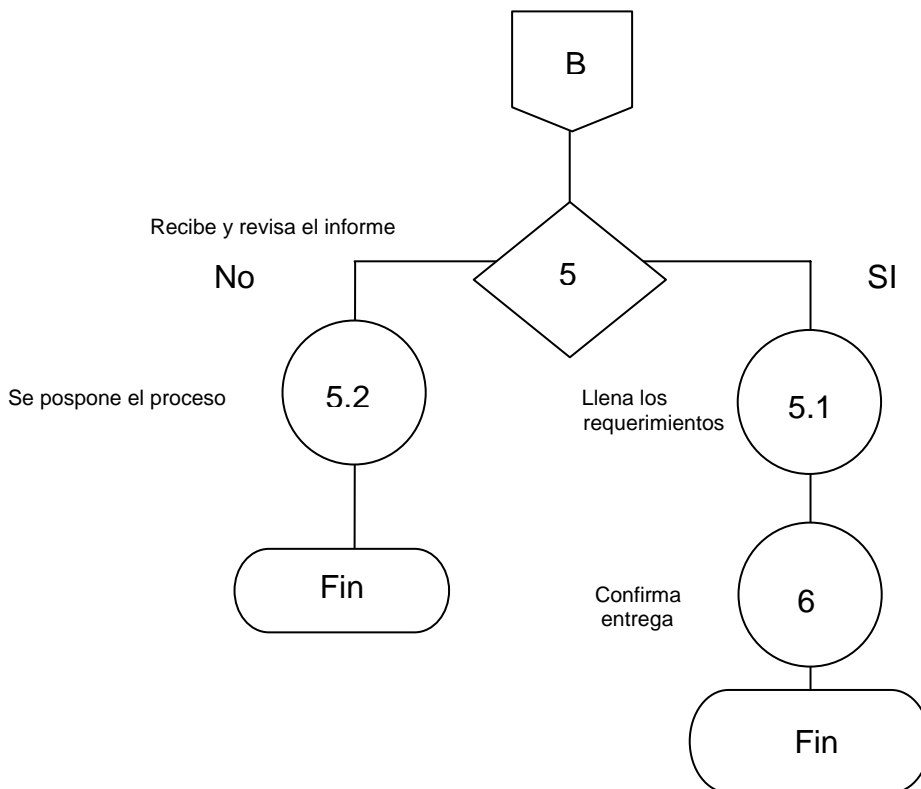 B
Recibe y revisa el informe
5
No
SI
Se pospone el proceso
5.2
Llena los
requerimientos
5.1
Fin
Confirma
entrega
6
Fin